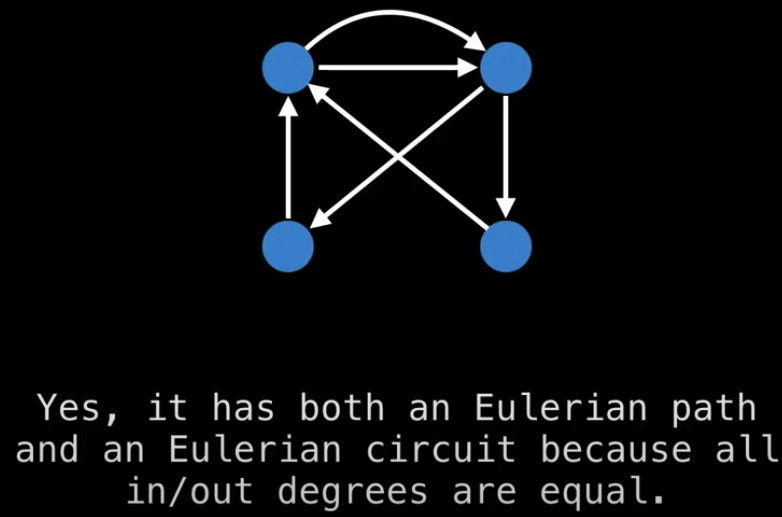 Yes, it has both an Eulerian path
and an Eulerian circuit because all
in/out degrees are equal.